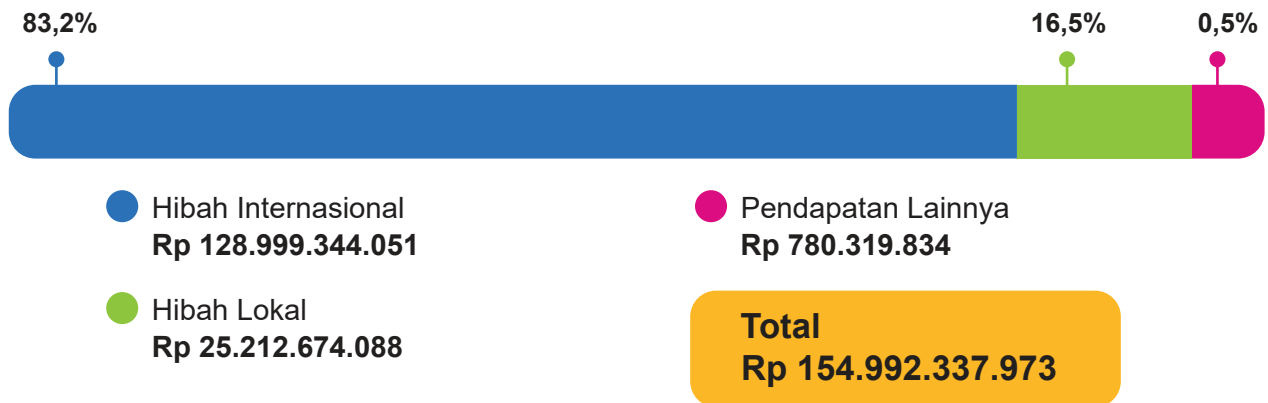 83,2%
16,5%
0,5%
Hibah Internasional
Rp 128.999.344.051
Hibah Lokal
Rp 25.212.674.088
Pendapatan Lainnya
Rp 780.319.834
Total
Rp 154.992.337.973